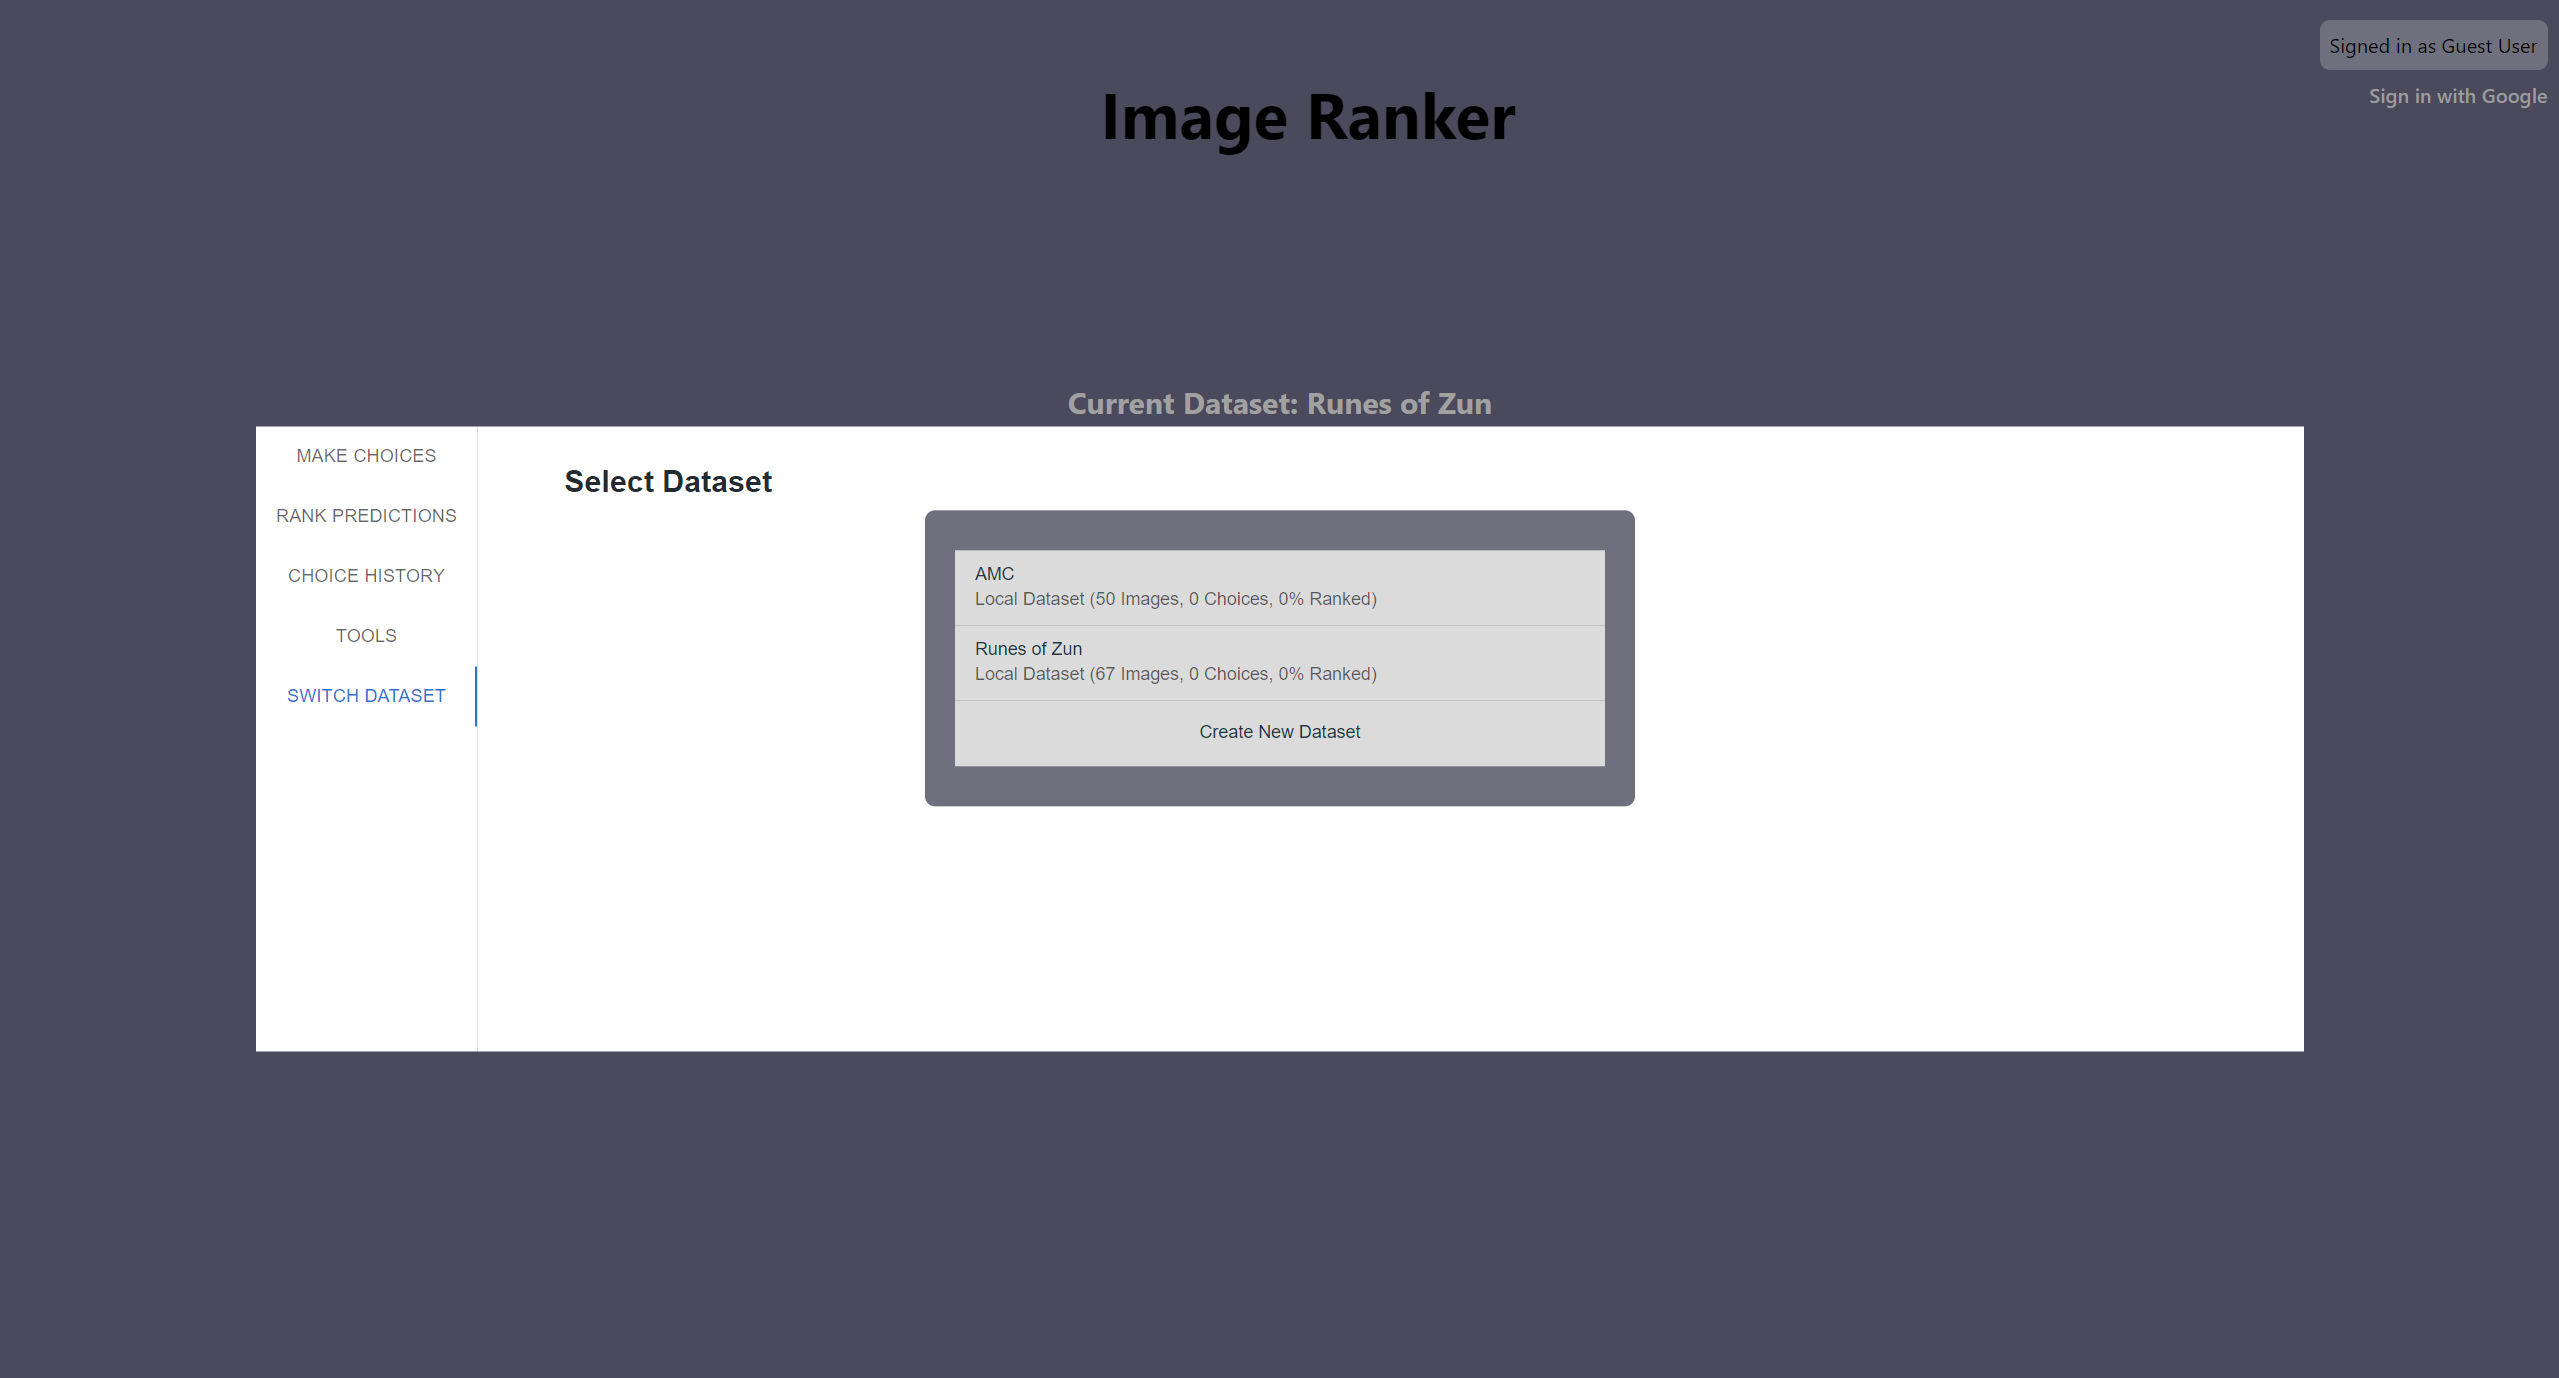 Signed in as Guest User
Sign in with Google
Image Ranker
Current Dataset: Runes of Zun
MAKE CHOICES
RANK PREDICTIONS
CHOICE HISTORY
TOOLS
SWITCH DATASET
Select Dataset
AMC
Local Dataset (50 Images, 0 Choices, 0% Ranked)
Runes of Zun
Local Dataset (67 Images, 0 Choices, 0% Ranked)
Create New Dataset